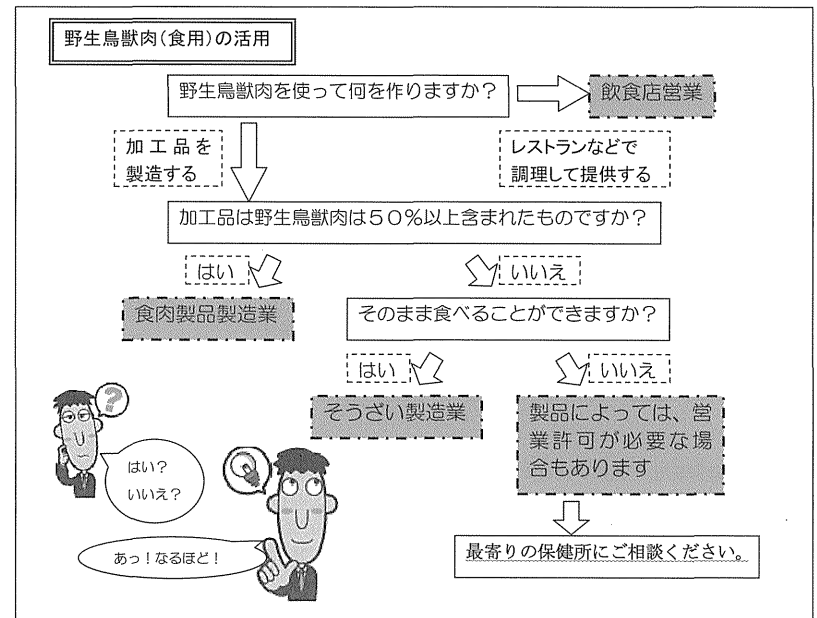 野生鳥獣肉（食用）の活用
野生鳥獣肉を使って何を作りますか？
飲食店営業
加工品を
製造する
レストランなどで
調理して提供する
加工品は野生鳥獣肉は５０％以上含まれたものですか？
はい
いいえ
食肉製品製造業
そのまま食べることができますか？
はい
いいえ
そうざい製造業
製品によっては、営
業許可が必要な場
合もあります
？
はい？
いいえ？
あっ！なるほど！
最寄りの保健所にご相談ください。